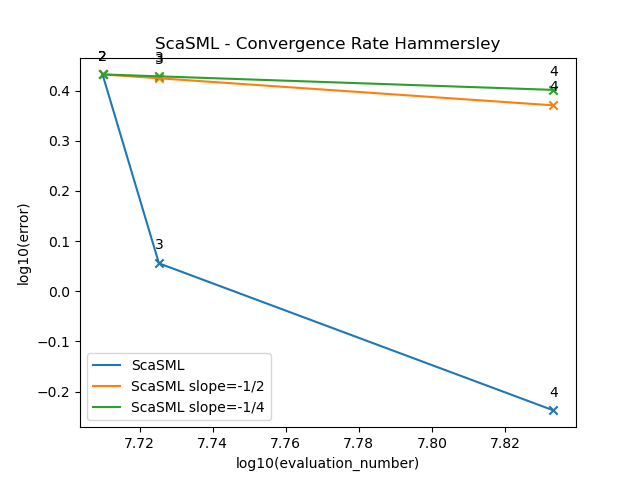 ScaSML - Convergence Rate Hammersley
2
3
3
4
4
3
4
0.4
0.3
0.2
0.1
0.0
−0.1
−0.2
log10(error)
ScaSML
ScaSML slope=-1/2
ScaSML slope=-1/4
7.72 7.74 7.76 7.78 7.80 7.82
log10(evaluation_number)